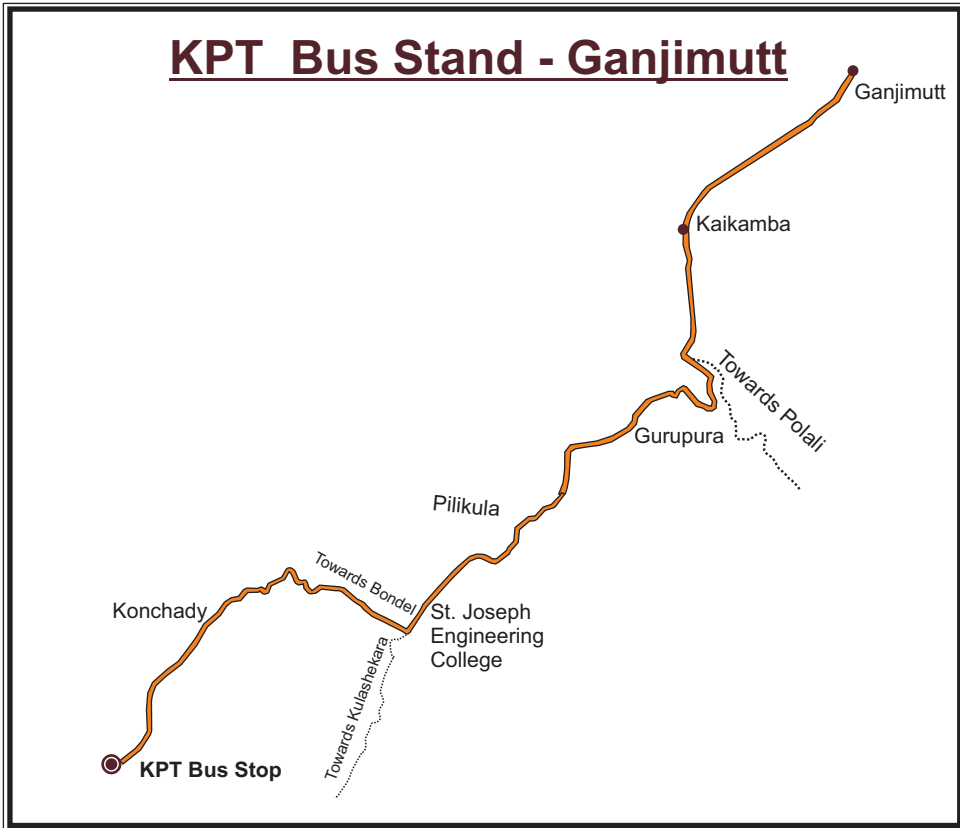 KPT Bus Stand - Ganjimutt
Ganjimutt
Kaikamba
Towards Polali
Gurupura
Pilikula
Towards Bondel
Konchady
St. Joseph
Engineering
College
Towards Kulashekara
KPT Bus Stop